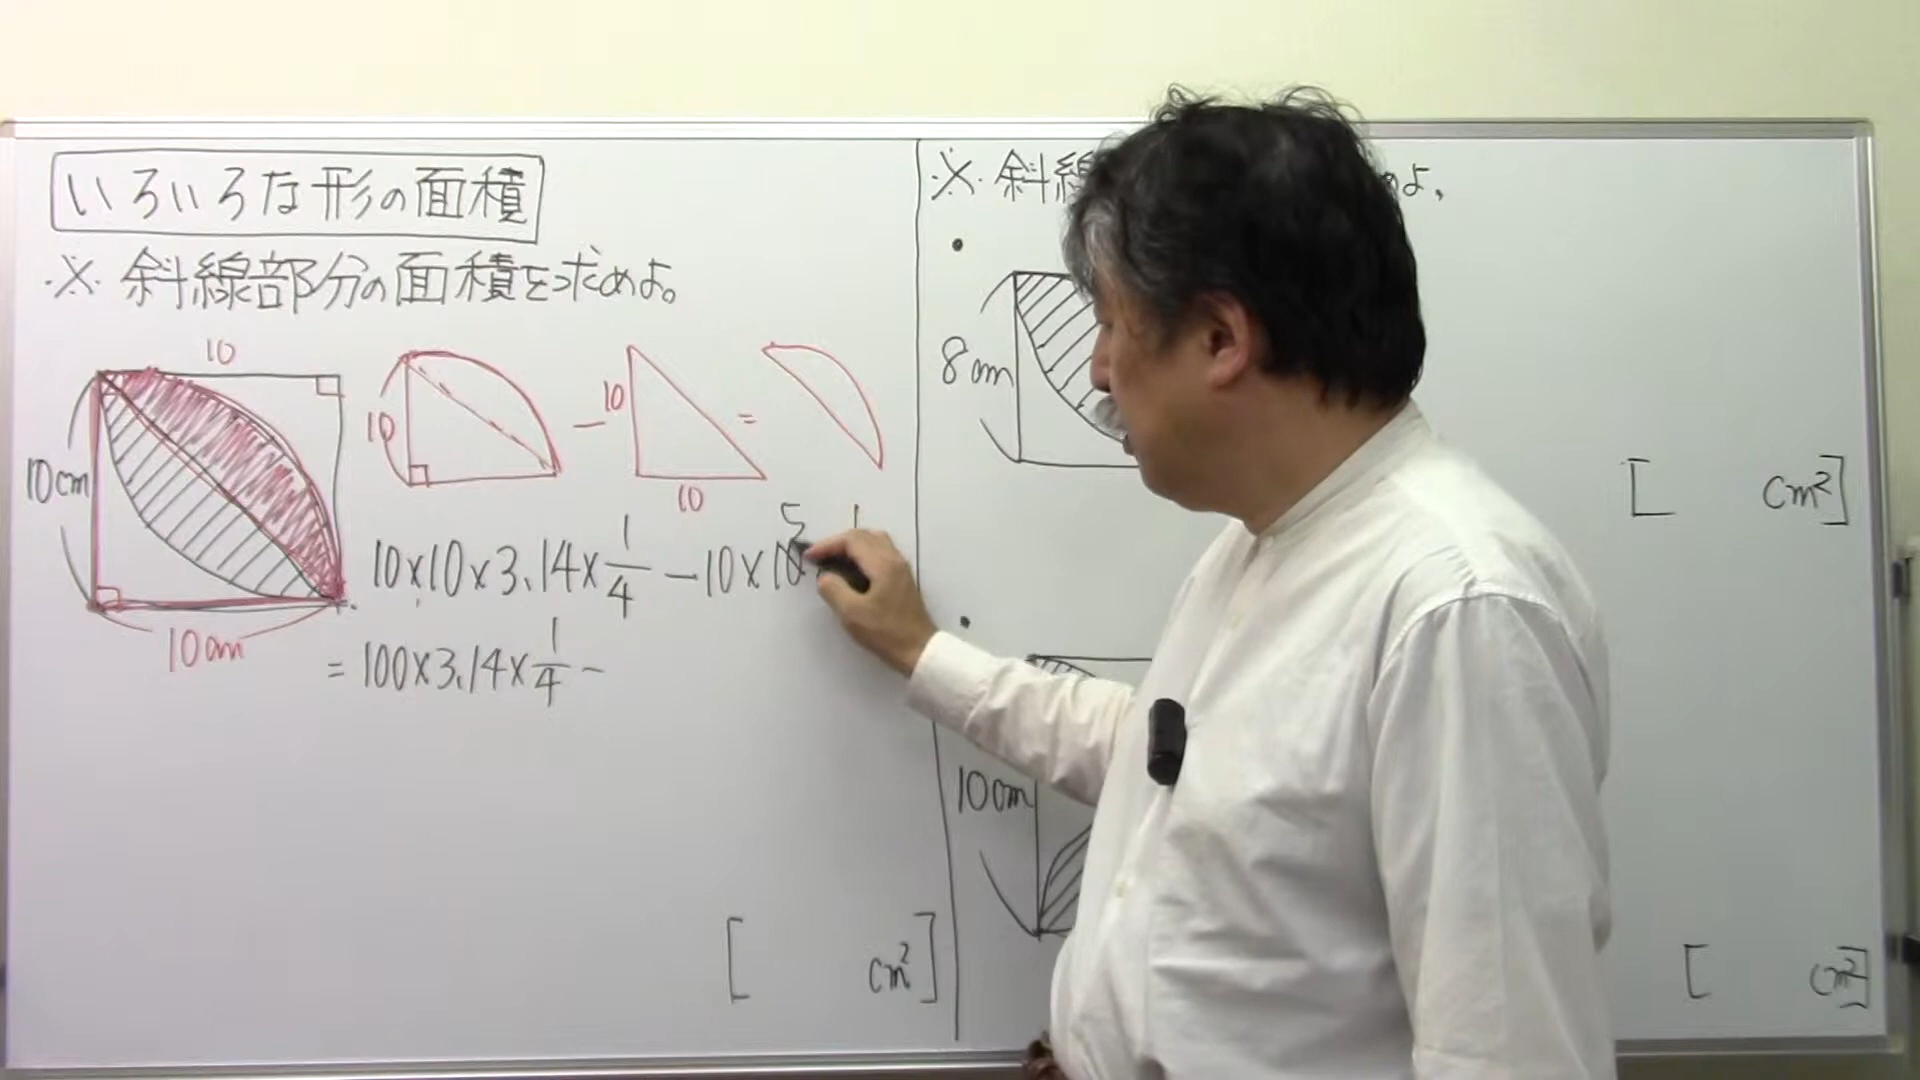 いろいろな形の面積
※ 斜線部分の面積を求めよ。
10
10cm
10cm
10
−
10
10
=
10×10×3.14×1/4 −10×10
5
1
= 100×3.14×1/4 −
[ cm²]
※ 斜線
めよ。
•
8cm
[ cm²]
•
10cm
[ cm²]